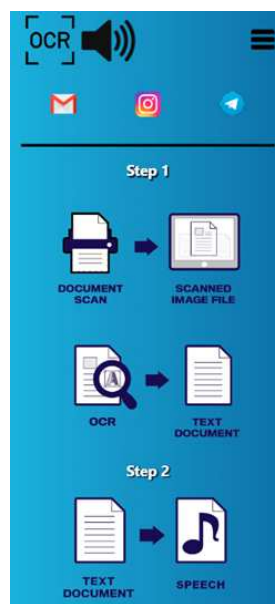 OCR
Step 1
DOCUMENT SCAN
SCANNED IMAGE FILE
A
OCR
TEXT DOCUMENT
Step 2
TEXT DOCUMENT
SPEECH